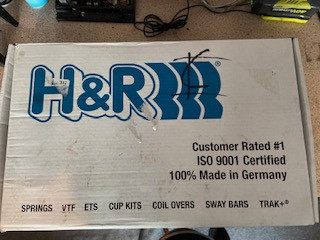 H&R®
Customer Rated #1
ISO 9001 Certified
100% Made in Germany
SPRINGS VTF ETS CUP KITS COIL OVERS SWAY BARS TRAK+®